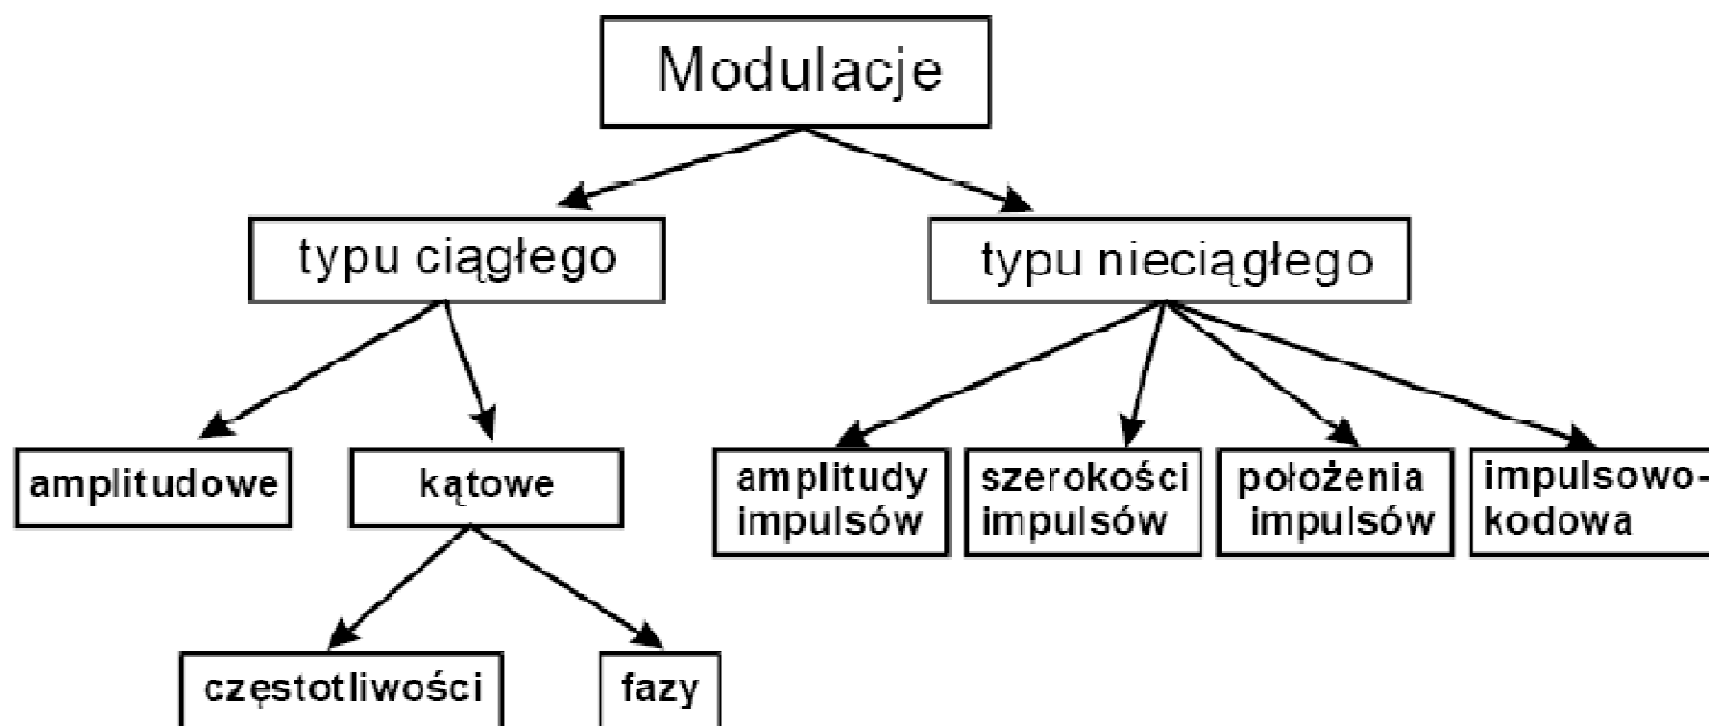 Modulacje
typu ciągłego
typu nieciągłego
amplitudowe
kątowe
amplitudy
impulsów
szerokości
impulsów
położenia
impulsów
impulsowo-
kodowa
częstotliwości
fazy